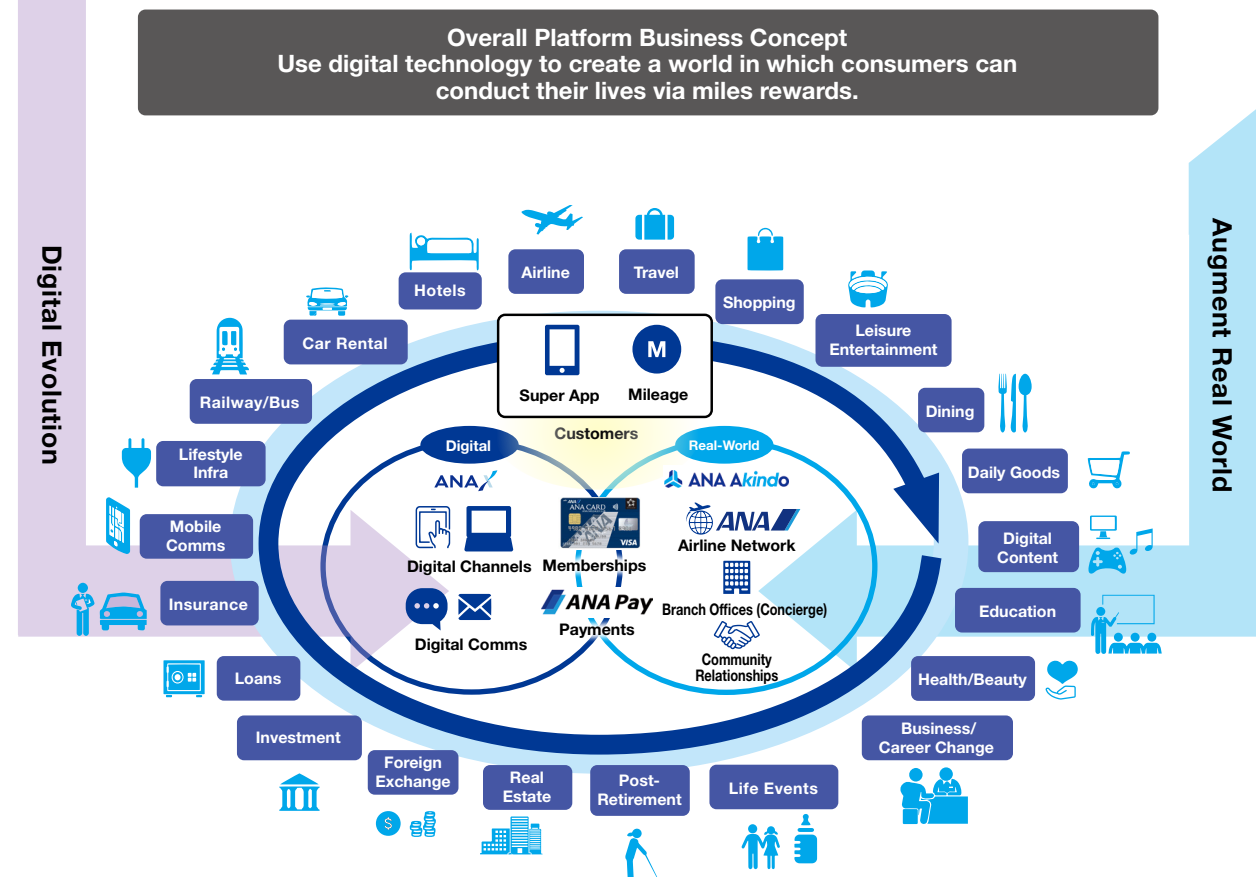 Overall Platform Business Concept
Use digital technology to create a world in which consumers can
conduct their lives via miles rewards.
Digital Evolution
Augment Real World
Airline
Travel
Hotels
Shopping
Car Rental
Leisure
Entertainment
Railway/Bus
Dining
Lifestyle
Infra
Daily Goods
Mobile
Comms
Digital
Content
Insurance
Education
Loans
Health/Beauty
Investment
Business/
Career Change
Foreign
Exchange
Real
Estate
Post-
Retirement
Life Events
$
M
Super App
Mileage
Customers
Digital
Real-World
ANA X
ANA Akindo
ANA CARD
VISA
ANA
Airline Network
Digital Channels
Memberships
ANA Pay
Payments
Branch Offices (Concierge)
Digital Comms
Community
Relationships